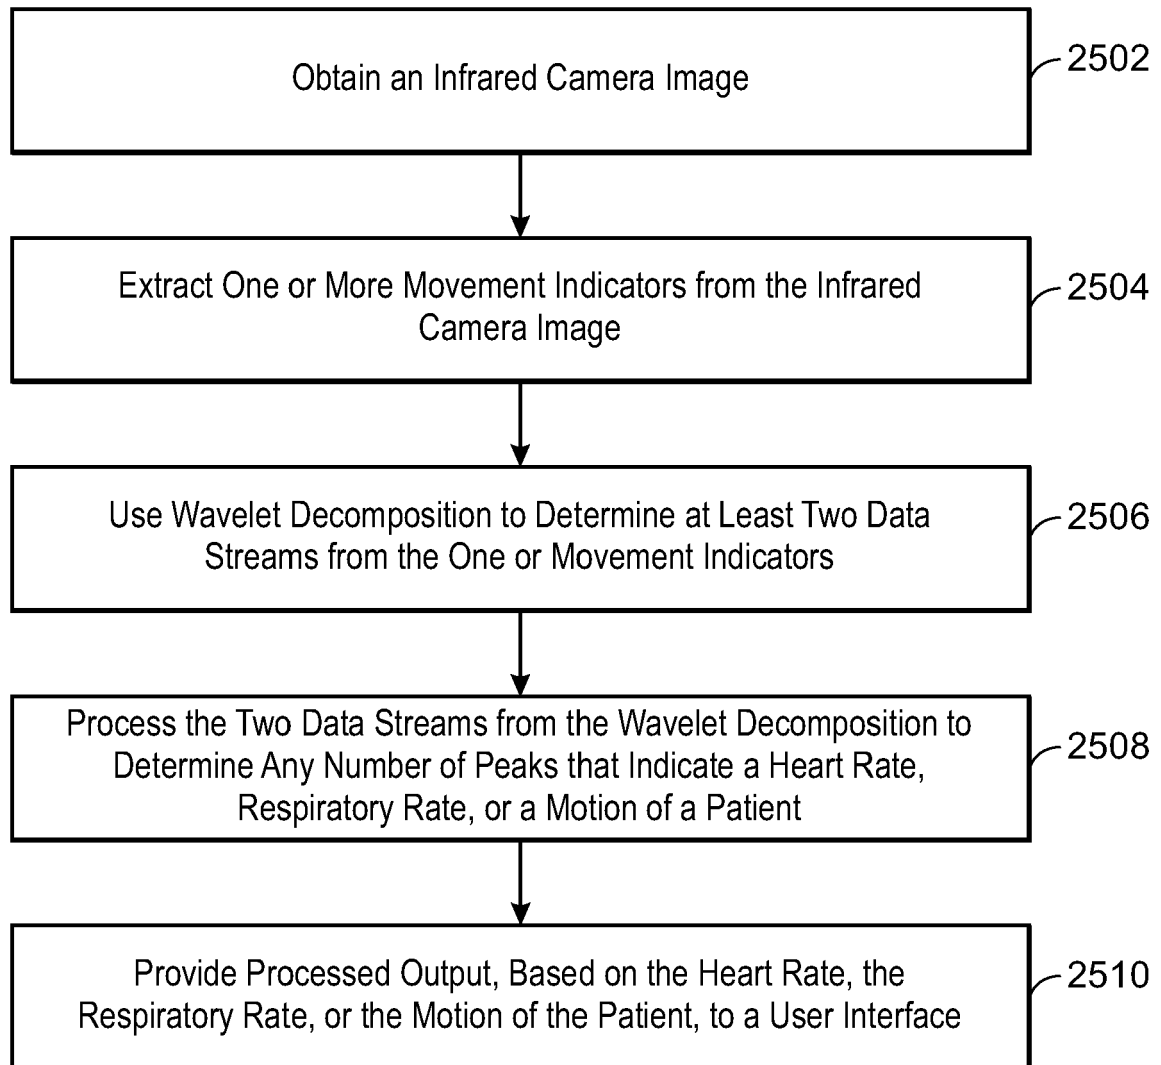 Obtain an Infrared Camera Image
2502
Extract One or More Movement Indicators from the Infrared
Camera Image
2504
Use Wavelet Decomposition to Determine at Least Two Data
Streams from the One or Movement Indicators
2506
Process the Two Data Streams from the Wavelet Decomposition to
Determine Any Number of Peaks that Indicate a Heart Rate,
Respiratory Rate, or a Motion of a Patient
2508
Provide Processed Output, Based on the Heart Rate, the
Respiratory Rate, or the Motion of the Patient, to a User Interface
2510